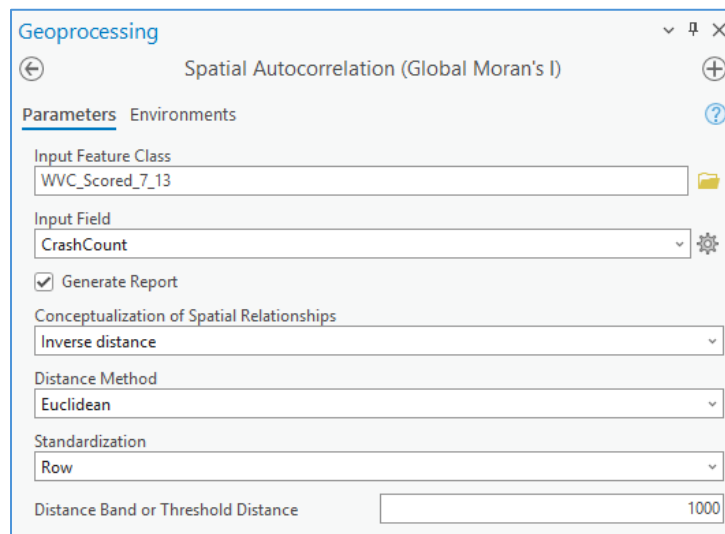 Geoprocessing
Spatial Autocorrelation (Global Moran's I)
Parameters Environments
Input Feature Class
WVC_Scored_7_13
Input Field
CrashCount
Generate Report
Conceptualization of Spatial Relationships
Inverse distance
Distance Method
Euclidean
Standardization
Row
Distance Band or Threshold Distance 1000